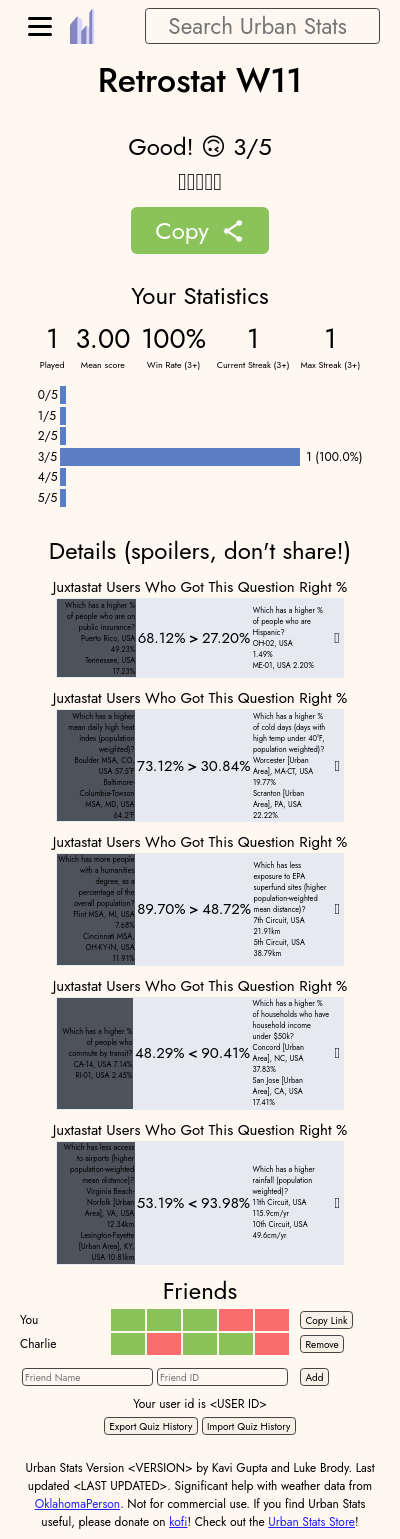 Search Urban Stats
Retrostat W11
Good! 🙃 3/5
Copy
Your Statistics
1
Played
3.00
Mean score
100%
Win Rate (3+)
1
Current Streak (3+)
1
Max Streak (3+)
0/5
1/5
2/5
3/5 1 (100.0%)
4/5
5/5
Details (spoilers, don't share!)
Juxtastat Users Who Got This Question Right %
Which has a higher %
of people who are on
public insurance?
Puerto Rico, USA
49.23%
Tennessee, USA
17.23%
68.12% > 27.20%
Which has a higher %
of people who are
Hispanic?
OH-02, USA
1.49%
ME-01, USA 2.20%
Juxtastat Users Who Got This Question Right %
Which has a higher
mean daily high heat
index (population
weighted)?
Boulder MSA, CO,
USA 57.5°F
Baltimore-
Columbia-Towson
MSA, MD, USA
64.2°F
73.12% > 30.84%
Which has a higher %
of cold days (days with
high temp under 40°F,
population weighted)?
Worcester [Urban
Area], MA-CT, USA
19.77%
Scranton [Urban
Area], PA, USA
22.22%
Juxtastat Users Who Got This Question Right %
Which has more people
with a humanities
degree, as a
percentage of the
overall population?
Flint MSA, MI, USA
7.68%
Cincinnati MSA,
OH-KY-IN, USA
11.91%
89.70% > 48.72%
Which has less
exposure to EPA
superfund sites (higher
population-weighted
mean distance)?
7th Circuit, USA
21.91km
5th Circuit, USA
38.79km
Juxtastat Users Who Got This Question Right %
Which has a higher %
of people who
commute by transit?
CA-14, USA 7.14%
RI-01, USA 2.45%
48.29% < 90.41%
Which has a higher %
of households who have
household income
under $50k?
Concord [Urban
Area], NC, USA
37.83%
San Jose [Urban
Area], CA, USA
17.41%
Juxtastat Users Who Got This Question Right %
Which has less access
to airports (higher
population-weighted
mean distance)?
Virginia Beach-
Norfolk [Urban
Area], VA, USA
12.34km
Lexington-Fayette
[Urban Area], KY,
USA 10.81km
53.19% < 93.98%
Which has a higher
rainfall (population
weighted)?
11th Circuit, USA
115.9cm/yr
10th Circuit, USA
49.6cm/yr
Friends
You Copy Link
Charlie Remove
Friend Name Friend ID Add
Your user id is <USER ID>
Export Quiz History Import Quiz History
Urban Stats Version <VERSION> by Kavi Gupta and Luke Brody. Last
updated <LAST UPDATED>. Significant help with weather data from
OklahomaPerson. Not for commercial use. If you find Urban Stats
useful, please donate on kofi! Check out the Urban Stats Store!